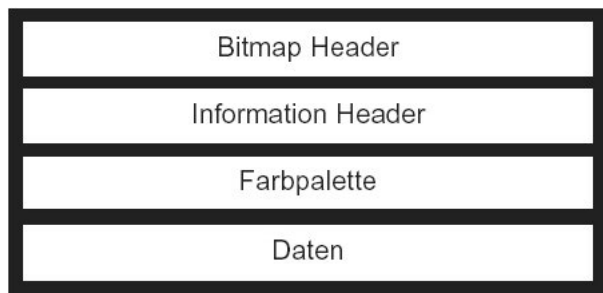 Bitmap Header
Information Header
Farbpalette
Daten